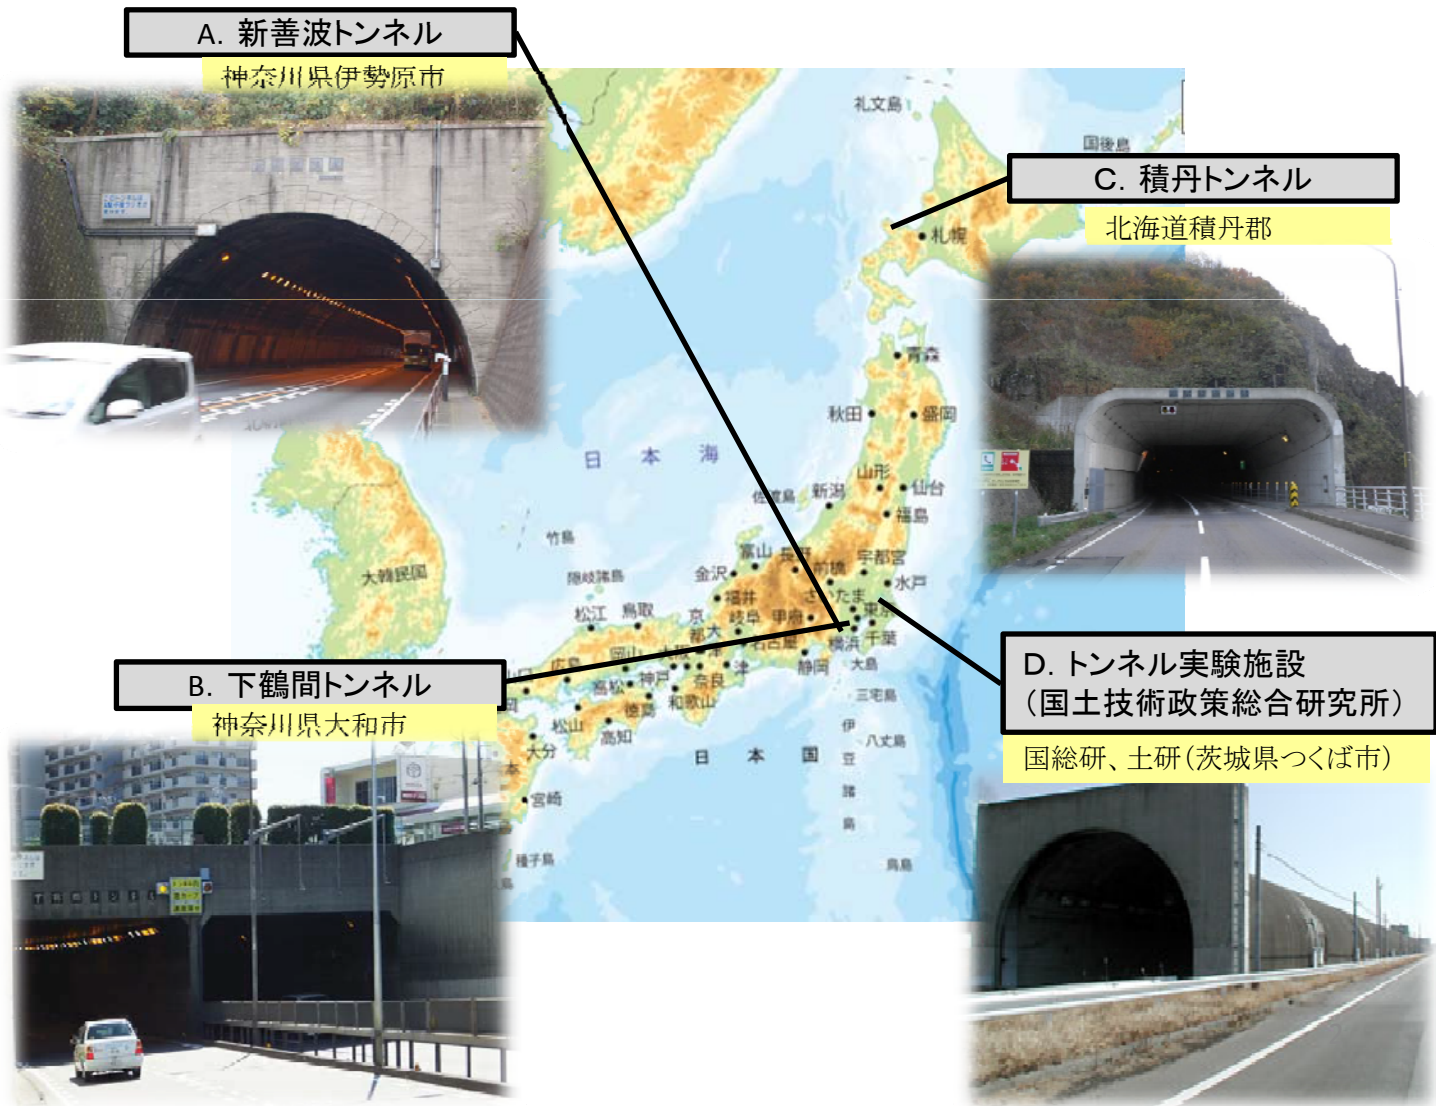 A. 新善波トンネル
神奈川県伊勢原市
C. 積丹トンネル
北海道積丹郡
B. 下鶴間トンネル
神奈川県大和市
D. トンネル実験施設
(国土技術政策総合研究所)
国総研、土研(茨城県つくば市)
礼文島
国後島
札幌
青森
秋田
盛岡
日本海
山形
佐渡島
新潟
仙台
福島
竹島
富山
長野
前橋
宇都宮
金沢
水戸
大韓民国
隠岐諸島
さいたま
福井
東京
松江
鳥取
京都
岐阜
甲府
大津
名古屋
横浜
千葉
広島
岡山
大阪
静岡
大島
神戸
奈良
津
高松
三宅島
和歌山
徳島
松山
高知
伊豆諸島
八丈島
大分
日本国
宮崎
種子島
鳥島
下鶴間トンネル